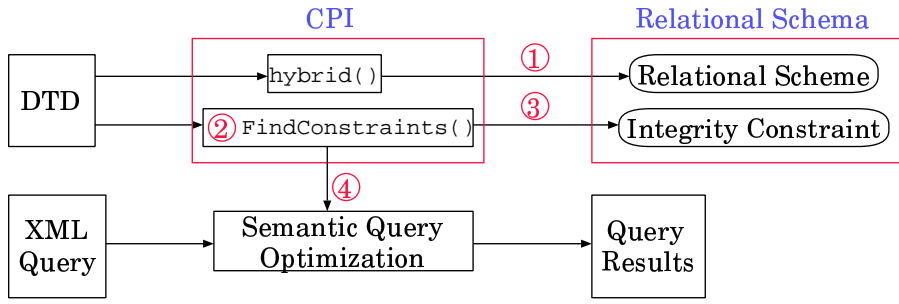 CPI
Relational Schema
DTD
hybrid()
①
Relational Scheme
② FindConstraints()
③
Integrity Constraint
④
XML
Query
Semantic Query
Optimization
Query
Results